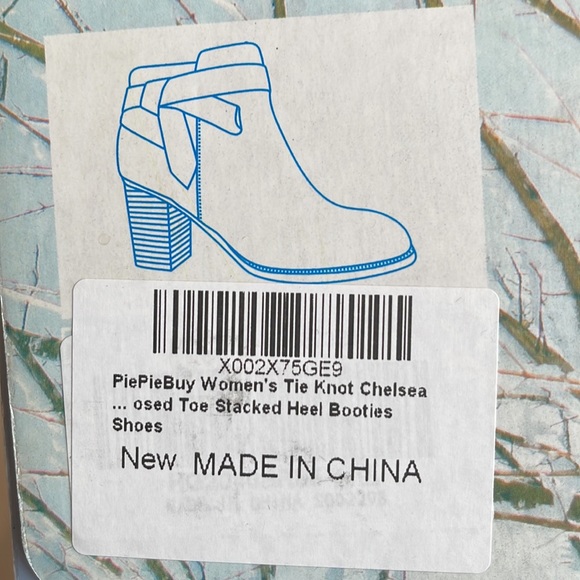 X002X75GE9
PiePieBuy Women's Tie Knot Chelsea
... osed Toe Stacked Heel Booties
Shoes
New MADE IN CHINA